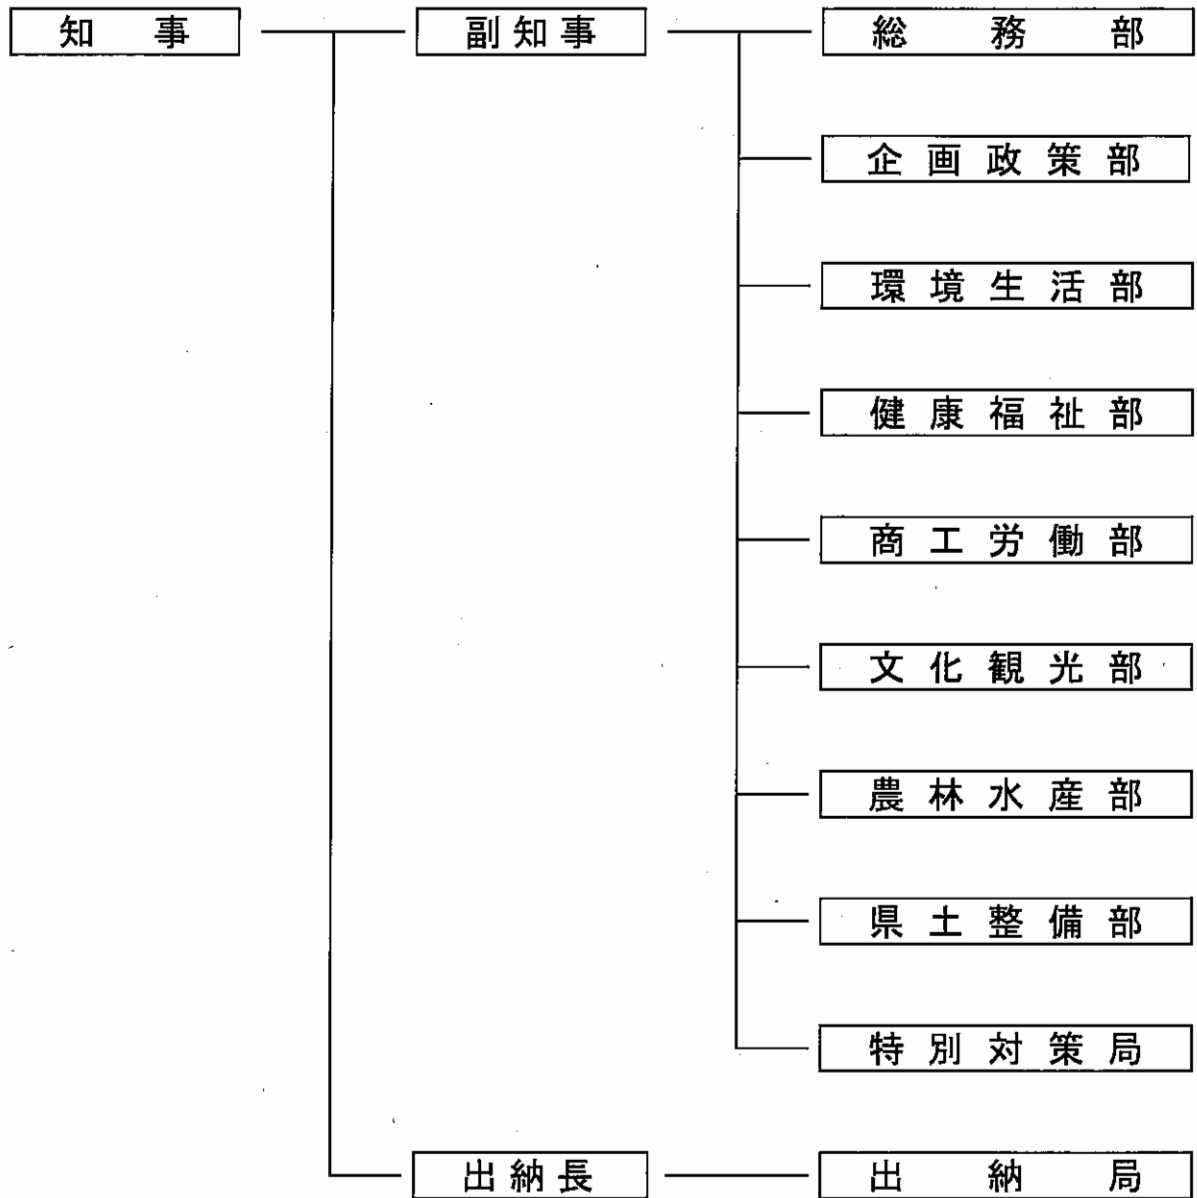 知事
副知事
総務部
企画政策部
環境生活部
健康福祉部
商工労働部
文化観光部
農林水産部
県土整備部
特別対策局
出納長
出納局